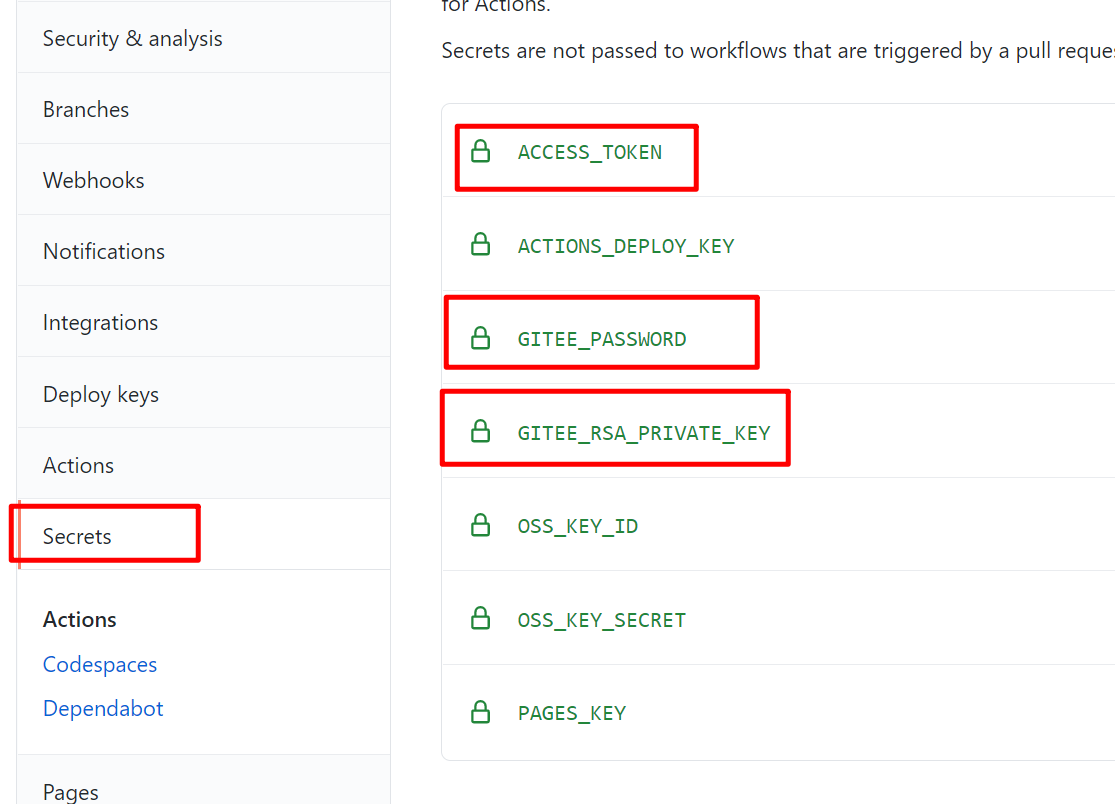 Security & analysis
Branches
Webhooks
Notifications
Integrations
Deploy keys
Actions
Secrets
Actions
Codespaces
Dependabot
Pages
for Actions.
Secrets are not passed to workflows that are triggered by a pull
ACCESS_TOKEN
ACTIONS_DEPLOY_KEY
GITEE_PASSWORD
GITEE_RSA_PRIVATE_KEY
OSS_KEY_ID
OSS_KEY_SECRET
PAGES_KEY